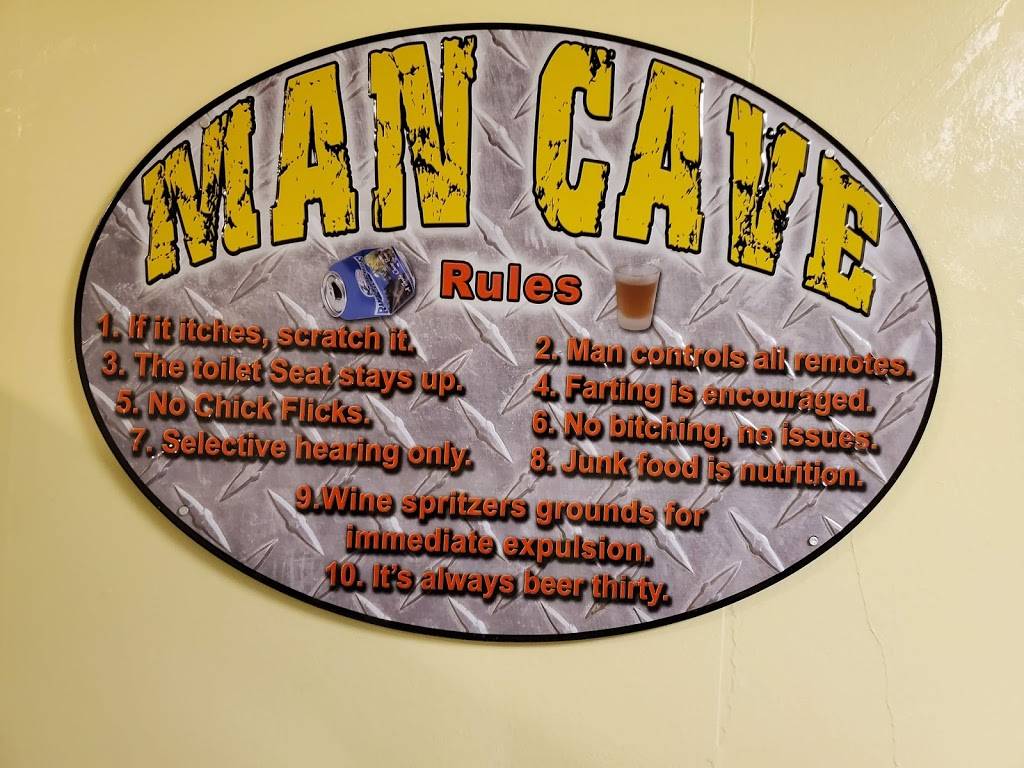 MAN CAVE
Rules
1. If it itches, scratch it.
2. Man controls all remotes.
3. The toilet Seat stays up.
4. Farting is encouraged.
5. No Chick Flicks.
6. No bitching, no issues.
7. Selective hearing only.
8. Junk food is nutrition.
9.Wine spritzers grounds for
immediate expulsion.
10. It's always beer thirty.